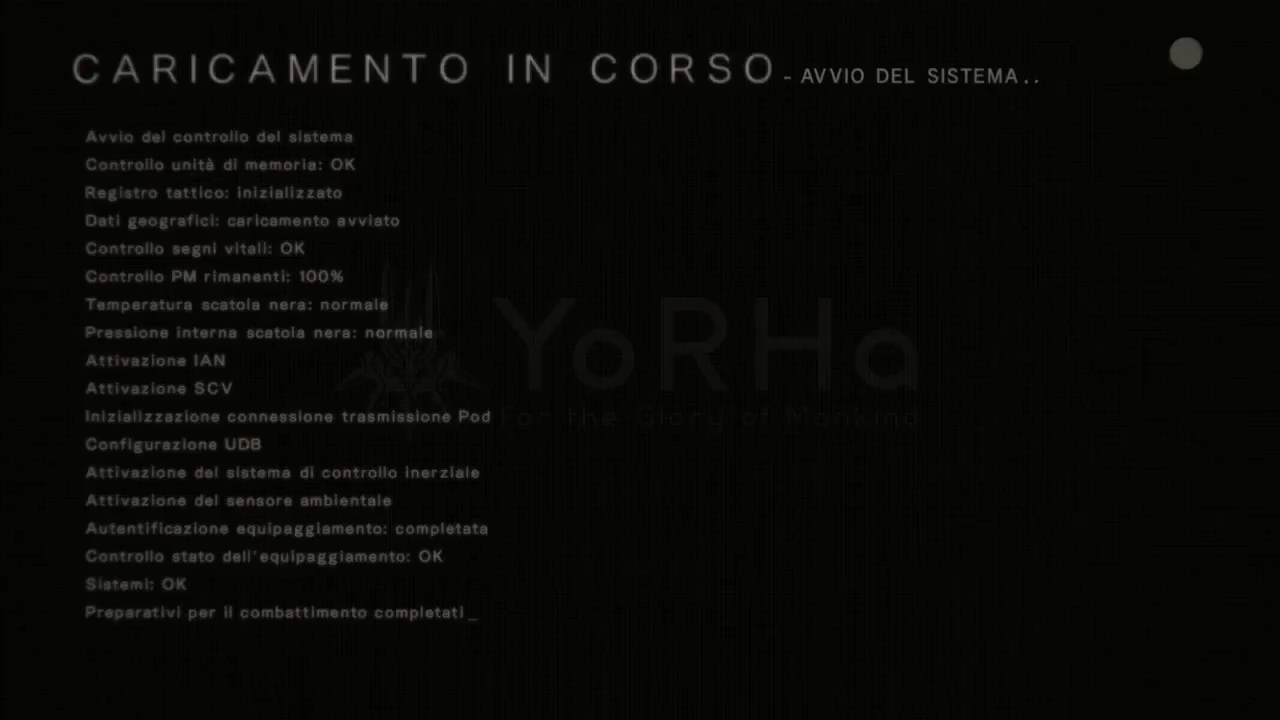 CARICAMENTO IN CORSO - AVVIO DEL SISTEMA..
Avvio del controllo del sistema
Controllo unità di memoria: OK
Registro tattico: inizializzato
Dati geografici: caricamento avviato
Controllo segni vitali: OK
Controllo PM rimanenti: 100%
Temperatura scatola nera: normale
Pressione interna scatola nera: normale
Attivazione IAN
Attivazione SCV
Inizializzazione connessione trasmissione Pod
Configurazione UDB
Attivazione del sistema di controllo inerziale
Attivazione del sensore ambientale
Autentificazione equipaggiamento: completata
Controllo stato dell'equipaggiamento: OK
Sistemi: OK
Preparativi per il combattimento completati_
YoRHa
For the Glory of Mankind